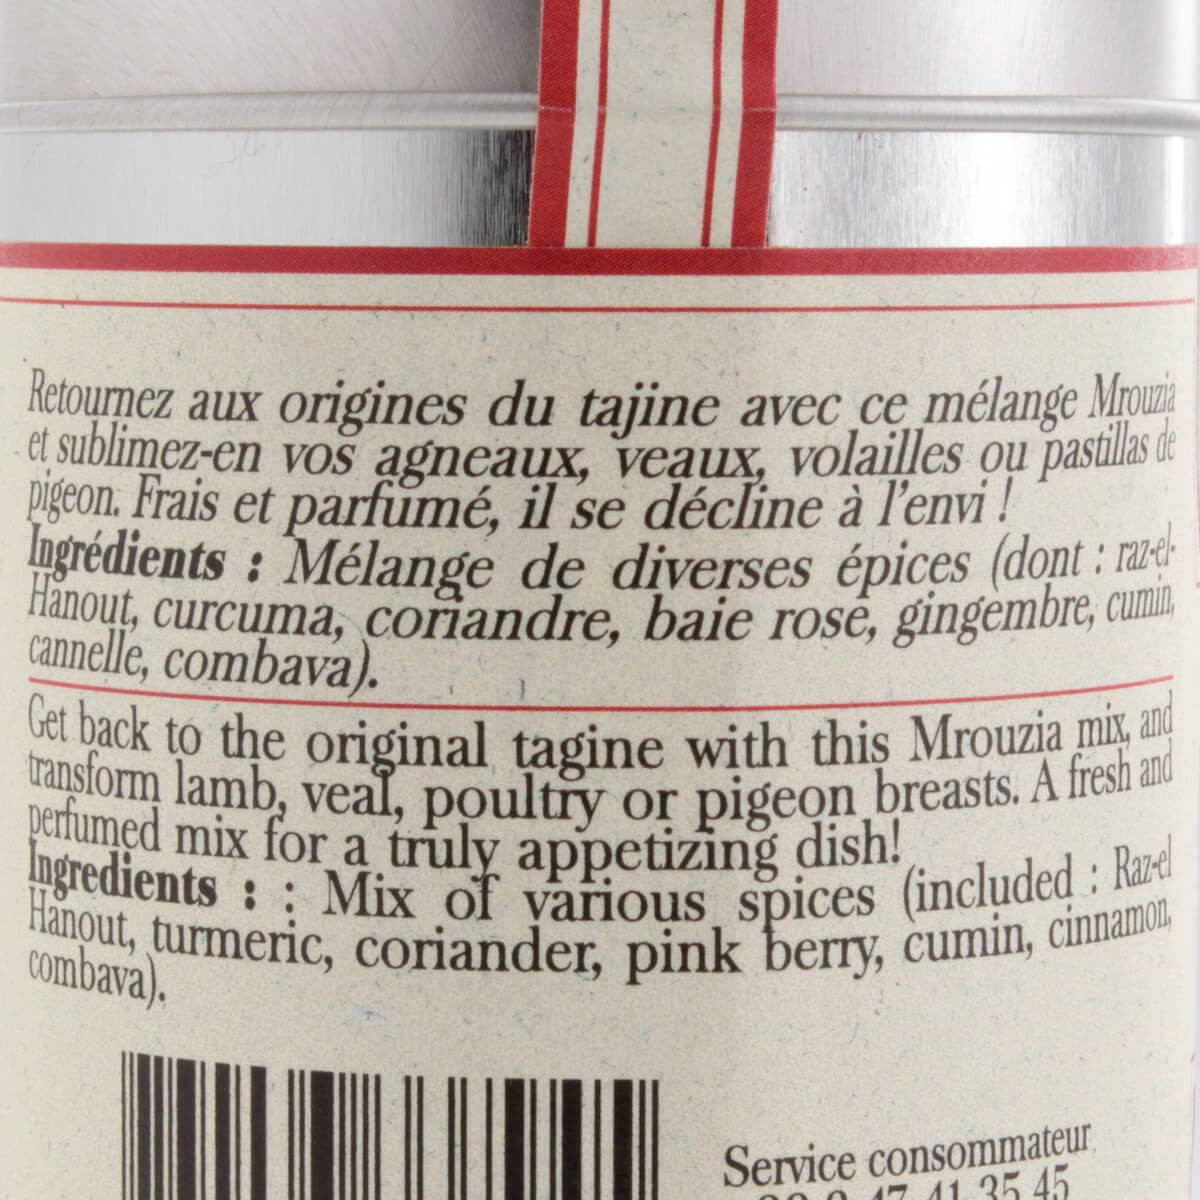 Retournez aux origines du tajine avec ce mélange Mrouzia
et sublimez-en vos agneaux, veaux, volailles ou pastillas de
pigeon. Frais et parfumé, il se décline à l'envi !
Ingrédients : Mélange de diverses épices (dont : raz-el-
Hanout, curcuma, coriandre, baie rose, gingembre, cumin,
cannelle, combava).
Get back to the original tagine with this Mrouzia mix, and
transform lamb, veal, poultry or pigeon breasts. A fresh and
perfumed mix for a truly appetizing dish!
Ingredients : : Mix of various spices (included : Raz-el
Hanout, turmeric, coriander, pink berry, cumin, cinnamon,
combava).
Service consommateur
47 41 35 45